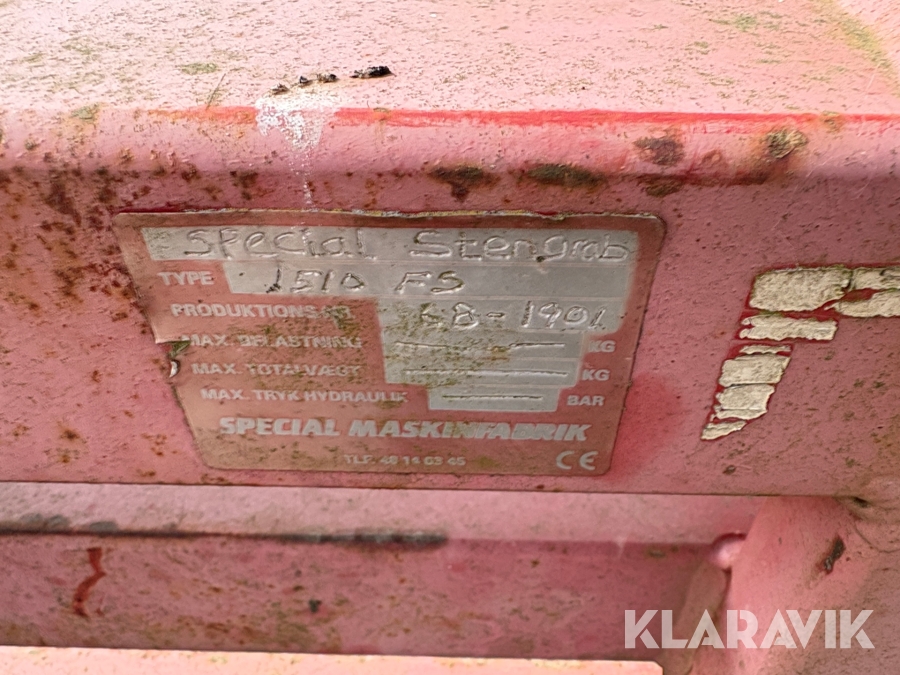 Special Stengrab
TYPE 1510 FS
PRODUKTIONS NR. 68-1901
MAX. BELASTNING KG
MAX. TOTALVÆGT KG
MAX. TRYK HYDRAULIK BAR
SPECIAL MASKINFABRIK
TLF. 48 14 03 45 CE
KLARAVIK